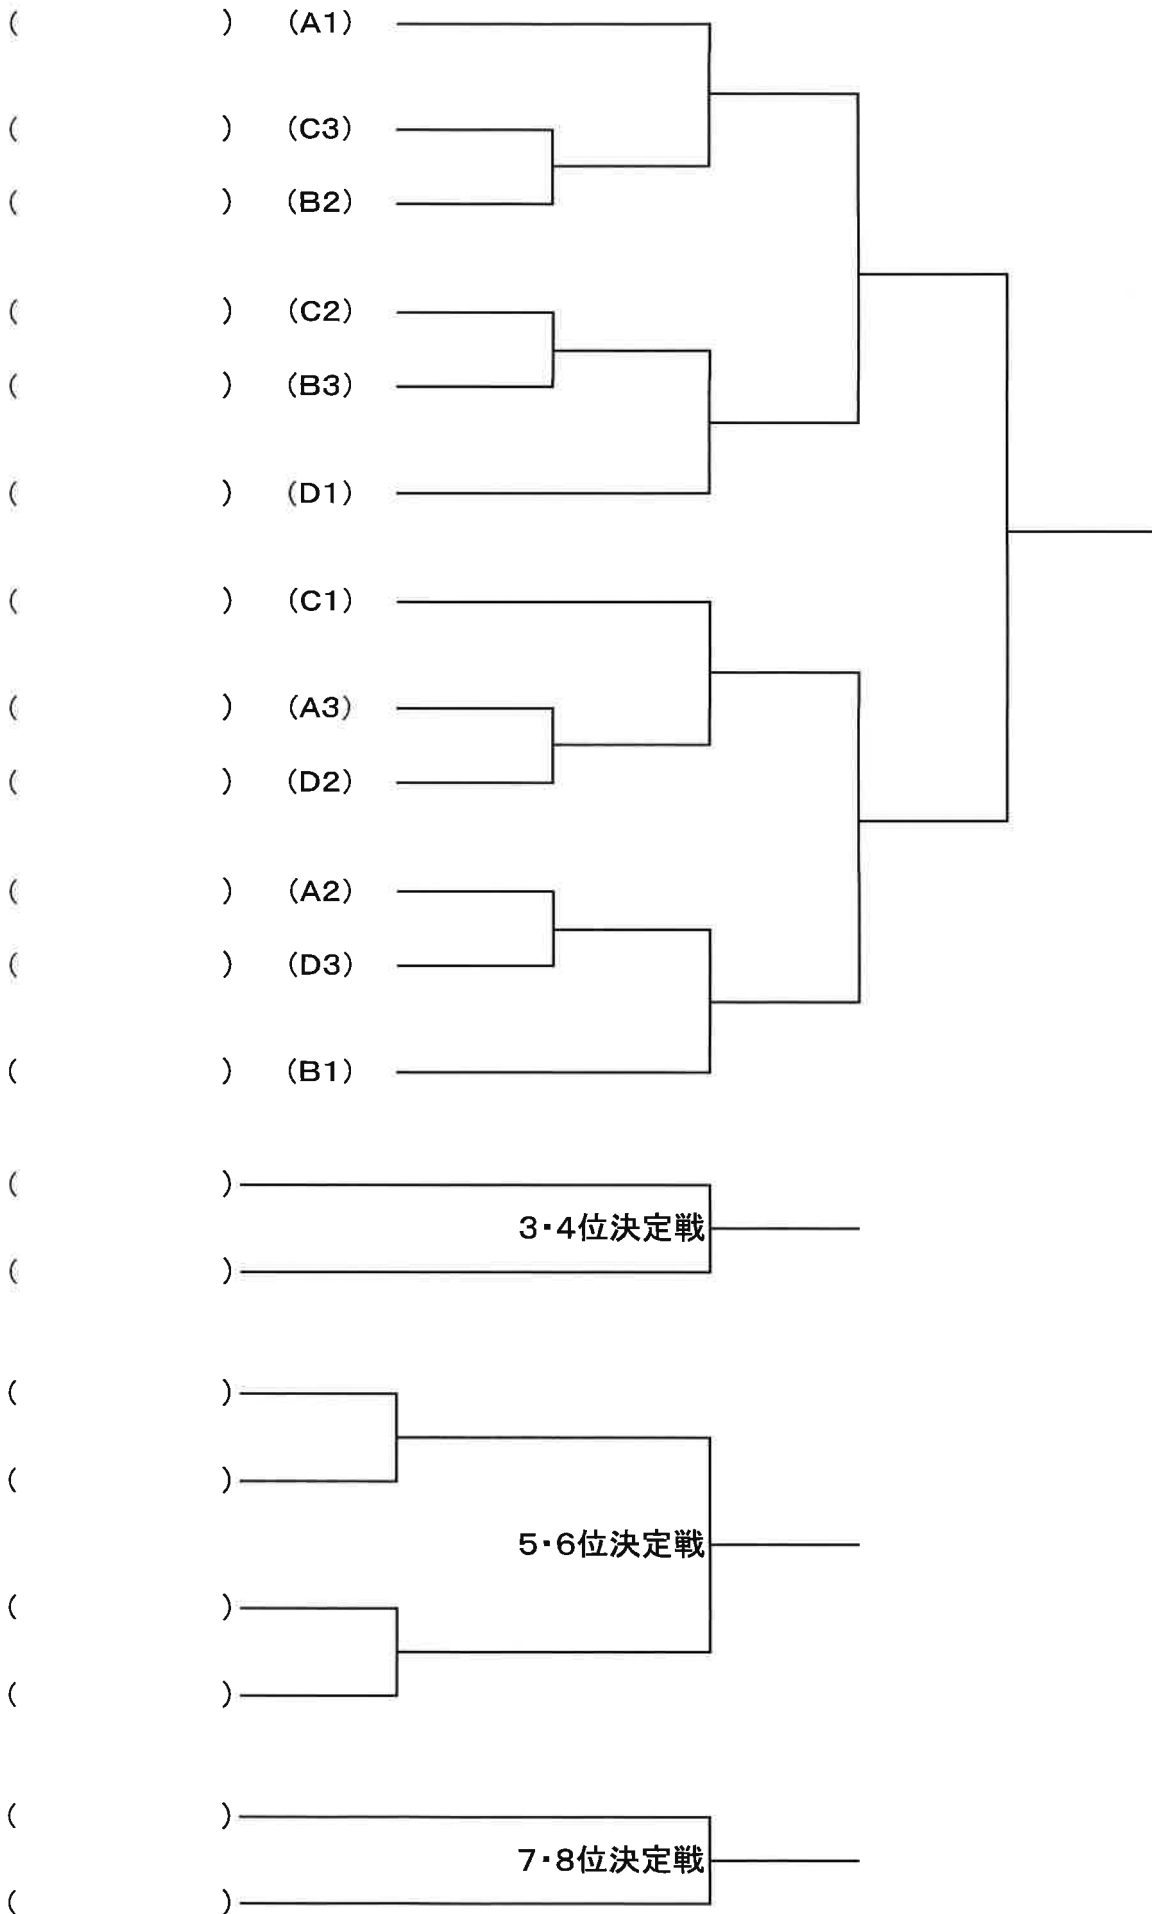 （　　　　　） （A1）
（　　　　　） （C3）
（　　　　　） （B2）
（　　　　　） （C2）
（　　　　　） （B3）
（　　　　　） （D1）
（　　　　　） （C1）
（　　　　　） （A3）
（　　　　　） （D2）
（　　　　　） （A2）
（　　　　　） （D3）
（　　　　　） （B1）
（　　　　　）
3・4位決定戦
（　　　　　）
（　　　　　）
（　　　　　）
5・6位決定戦
（　　　　　）
（　　　　　）
（　　　　　）
7・8位決定戦
（　　　　　）